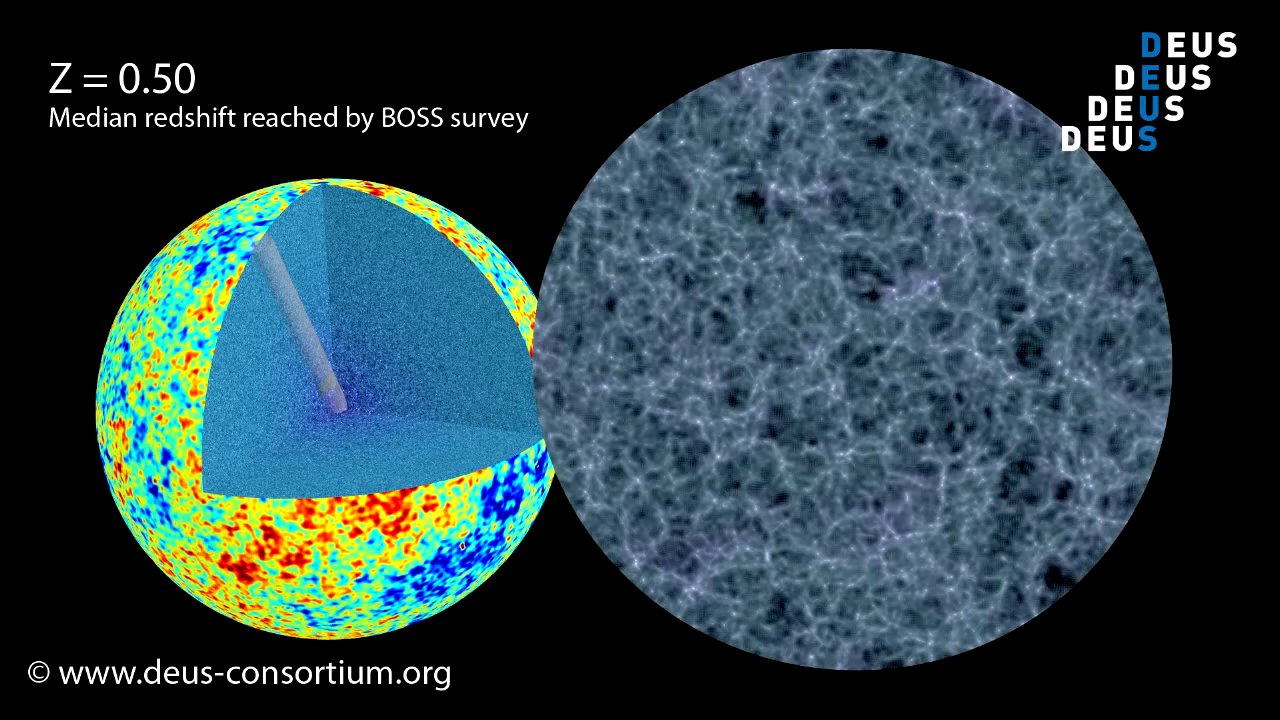 Z = 0.50
Median redshift reached by BOSS survey
DEUS
DEUS
DEUS
DEUS
© www.deus-consortium.org